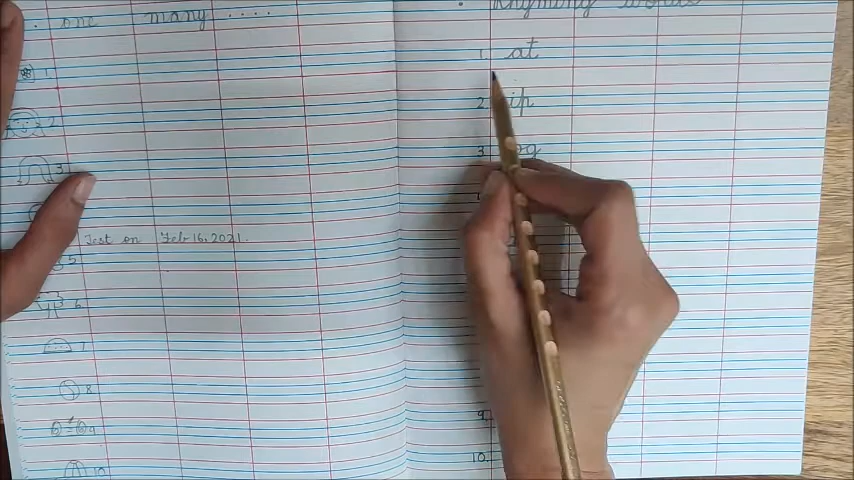 . one many ....
1
2
3
Test on Feb 16, 2021.
5
6
7
8
9
10
. Rhyming words
1. at
2. ip
3. og
9.
10.